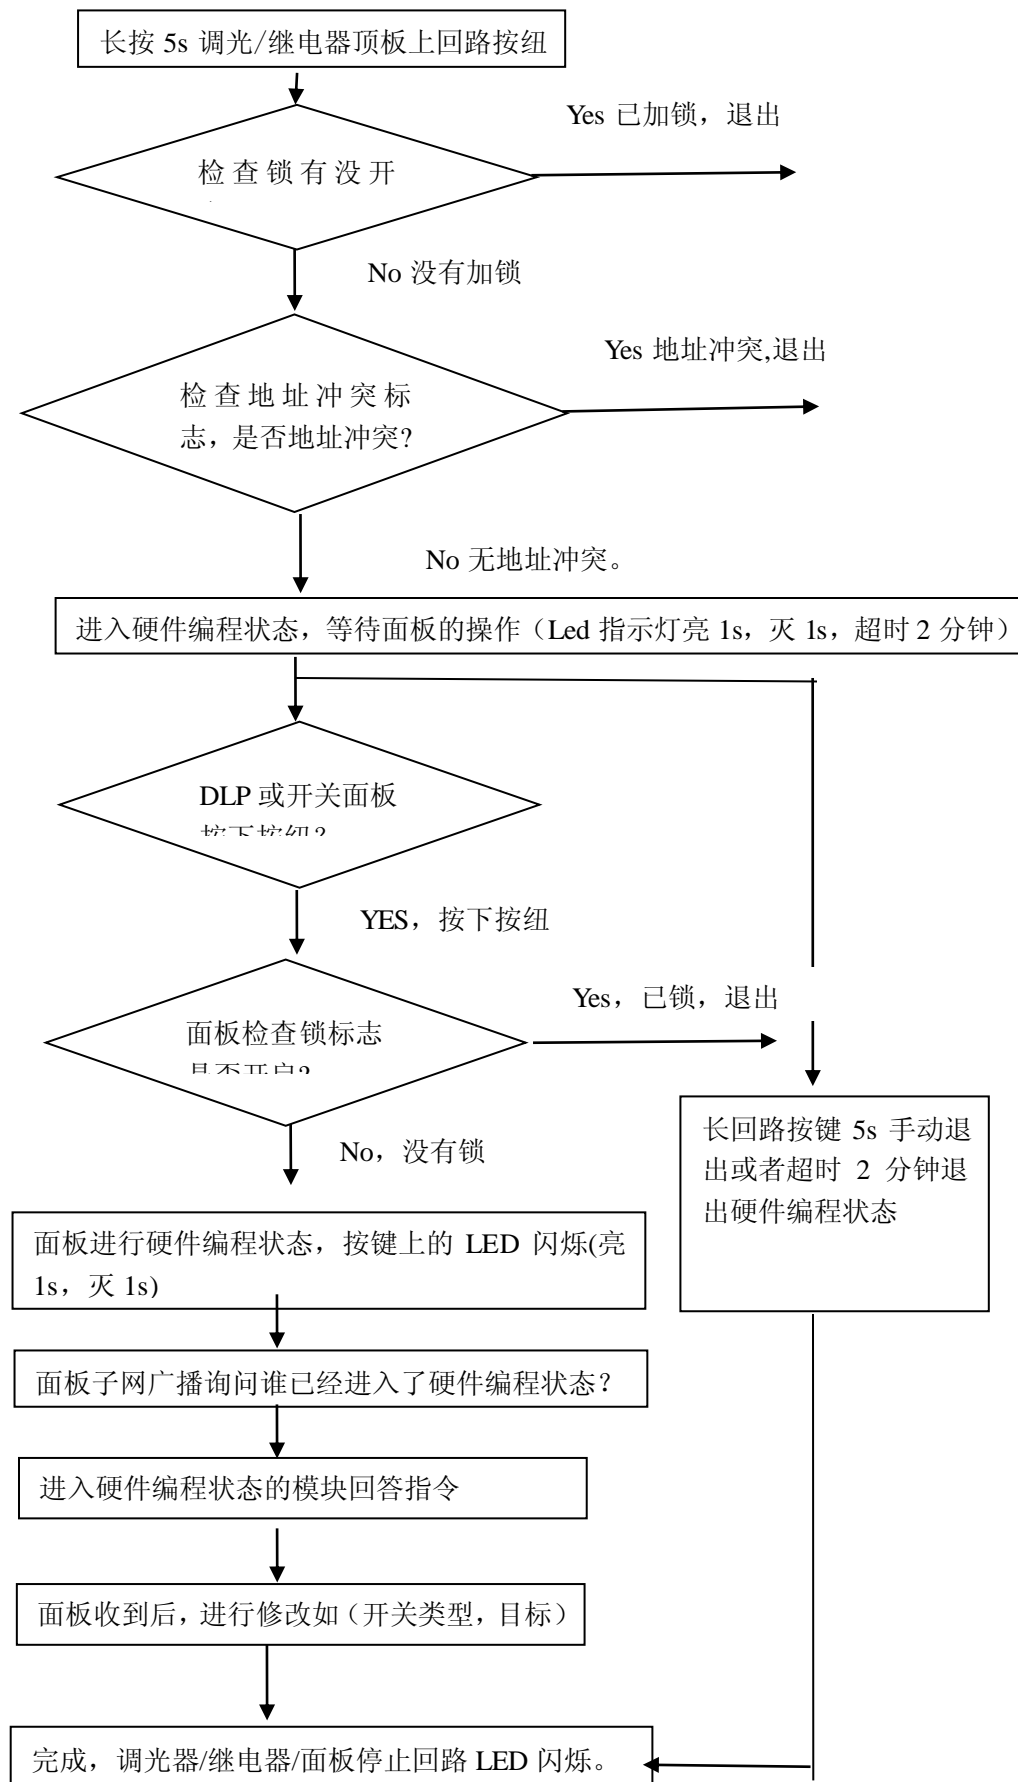 长按 5s 调光/继电器顶板上回路按纽
Yes 已加锁，退出
检查锁有没开
No 没有加锁
Yes 地址冲突,退出
检查地址冲突标
志，是否地址冲突?
No 无地址冲突。
进入硬件编程状态，等待面板的操作（Led 指示灯亮 1s，灭 1s，超时 2 分钟）
DLP 或开关面板
按下按纽?
YES，按下按纽
Yes，已锁，退出
面板检查锁标志
是否开启?
No，没有锁
长回路按键 5s 手动退
出或者超时 2 分钟退
出硬件编程状态
面板进行硬件编程状态，按键上的 LED 闪烁(亮
1s，灭 1s)
面板子网广播询问谁已经进入了硬件编程状态？
进入硬件编程状态的模块回答指令
面板收到后，进行修改如（开关类型，目标）
完成，调光器/继电器/面板停止回路 LED 闪烁。